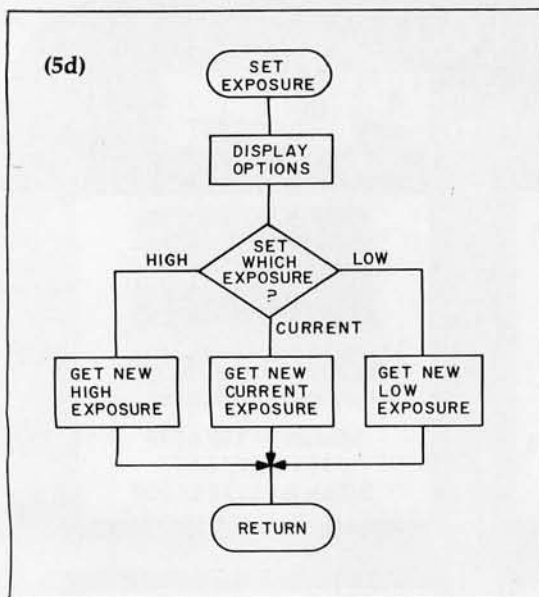 (5d)
SET
EXPOSURE
DISPLAY
OPTIONS
SET
WHICH
EXPOSURE
?
HIGH
LOW
CURRENT
GET NEW
HIGH
EXPOSURE
GET NEW
CURRENT
EXPOSURE
GET NEW
LOW
EXPOSURE
RETURN